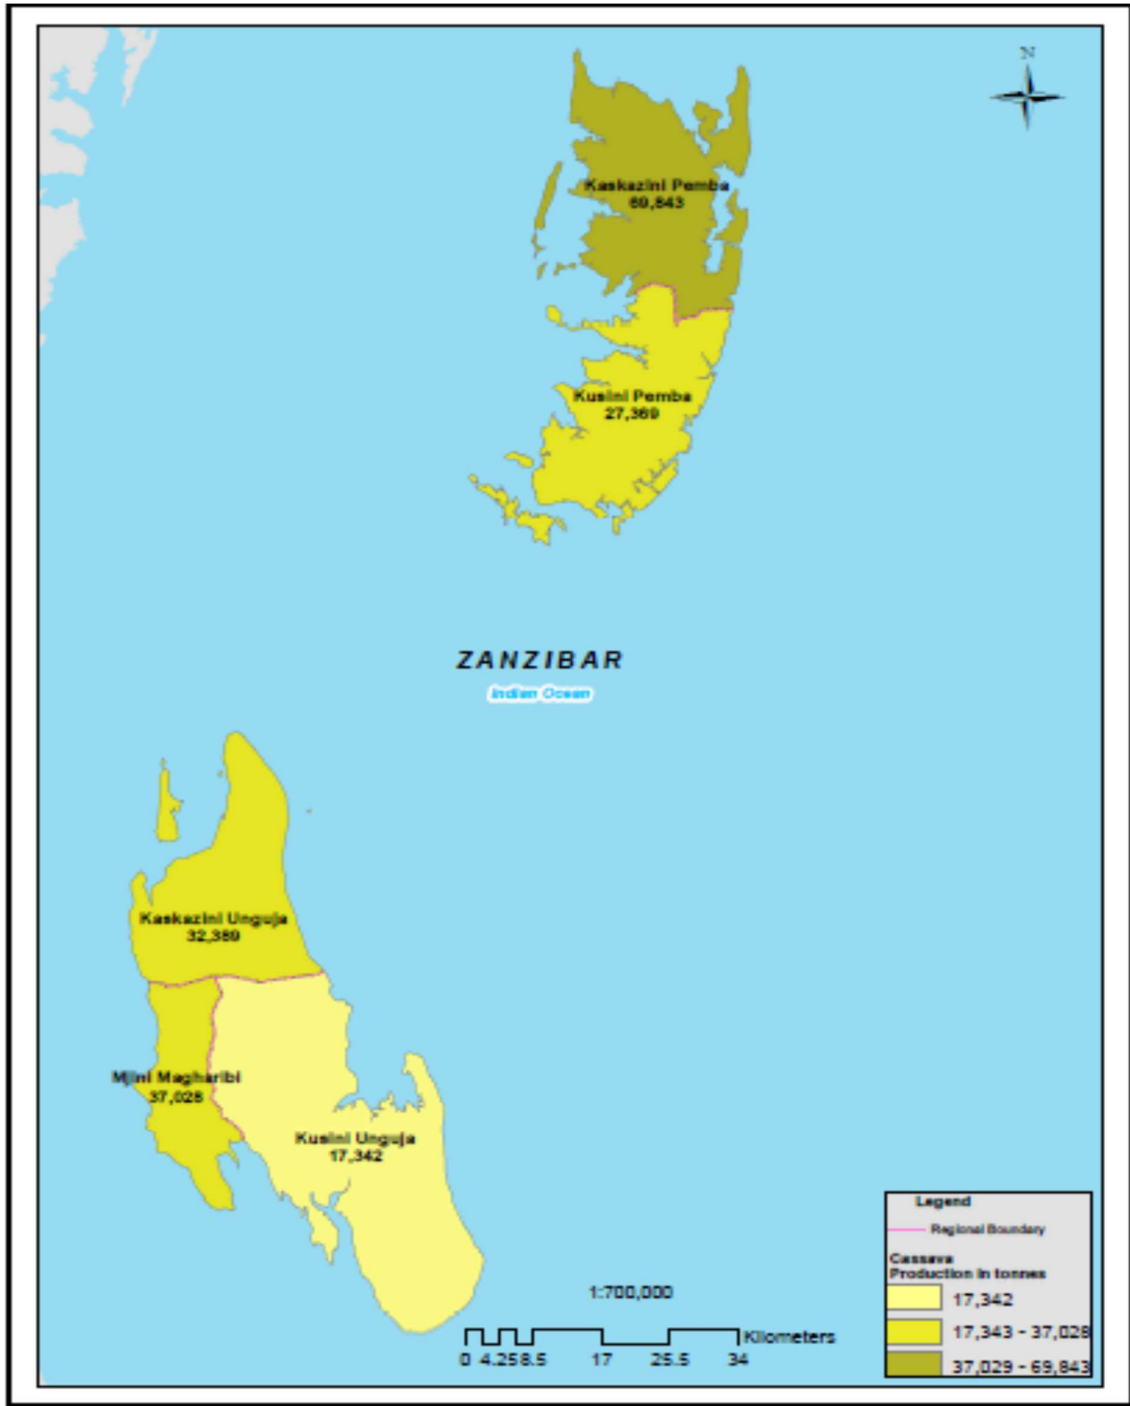 N
Kaskazini Pemba
69,843
Kusini Pemba
27,369
ZANZIBAR
Indian Ocean
Kaskazini Unguja
32,389
Mjini Magharibi
37,028
Kusini Unguja
17,342
1:700,000
Kilometers
0 4.25 8.5 17 25.5 34
Legend
Regional Boundary
Cassava
Production in tonnes
17,342
17,343 - 37,028
37,029 - 69,843